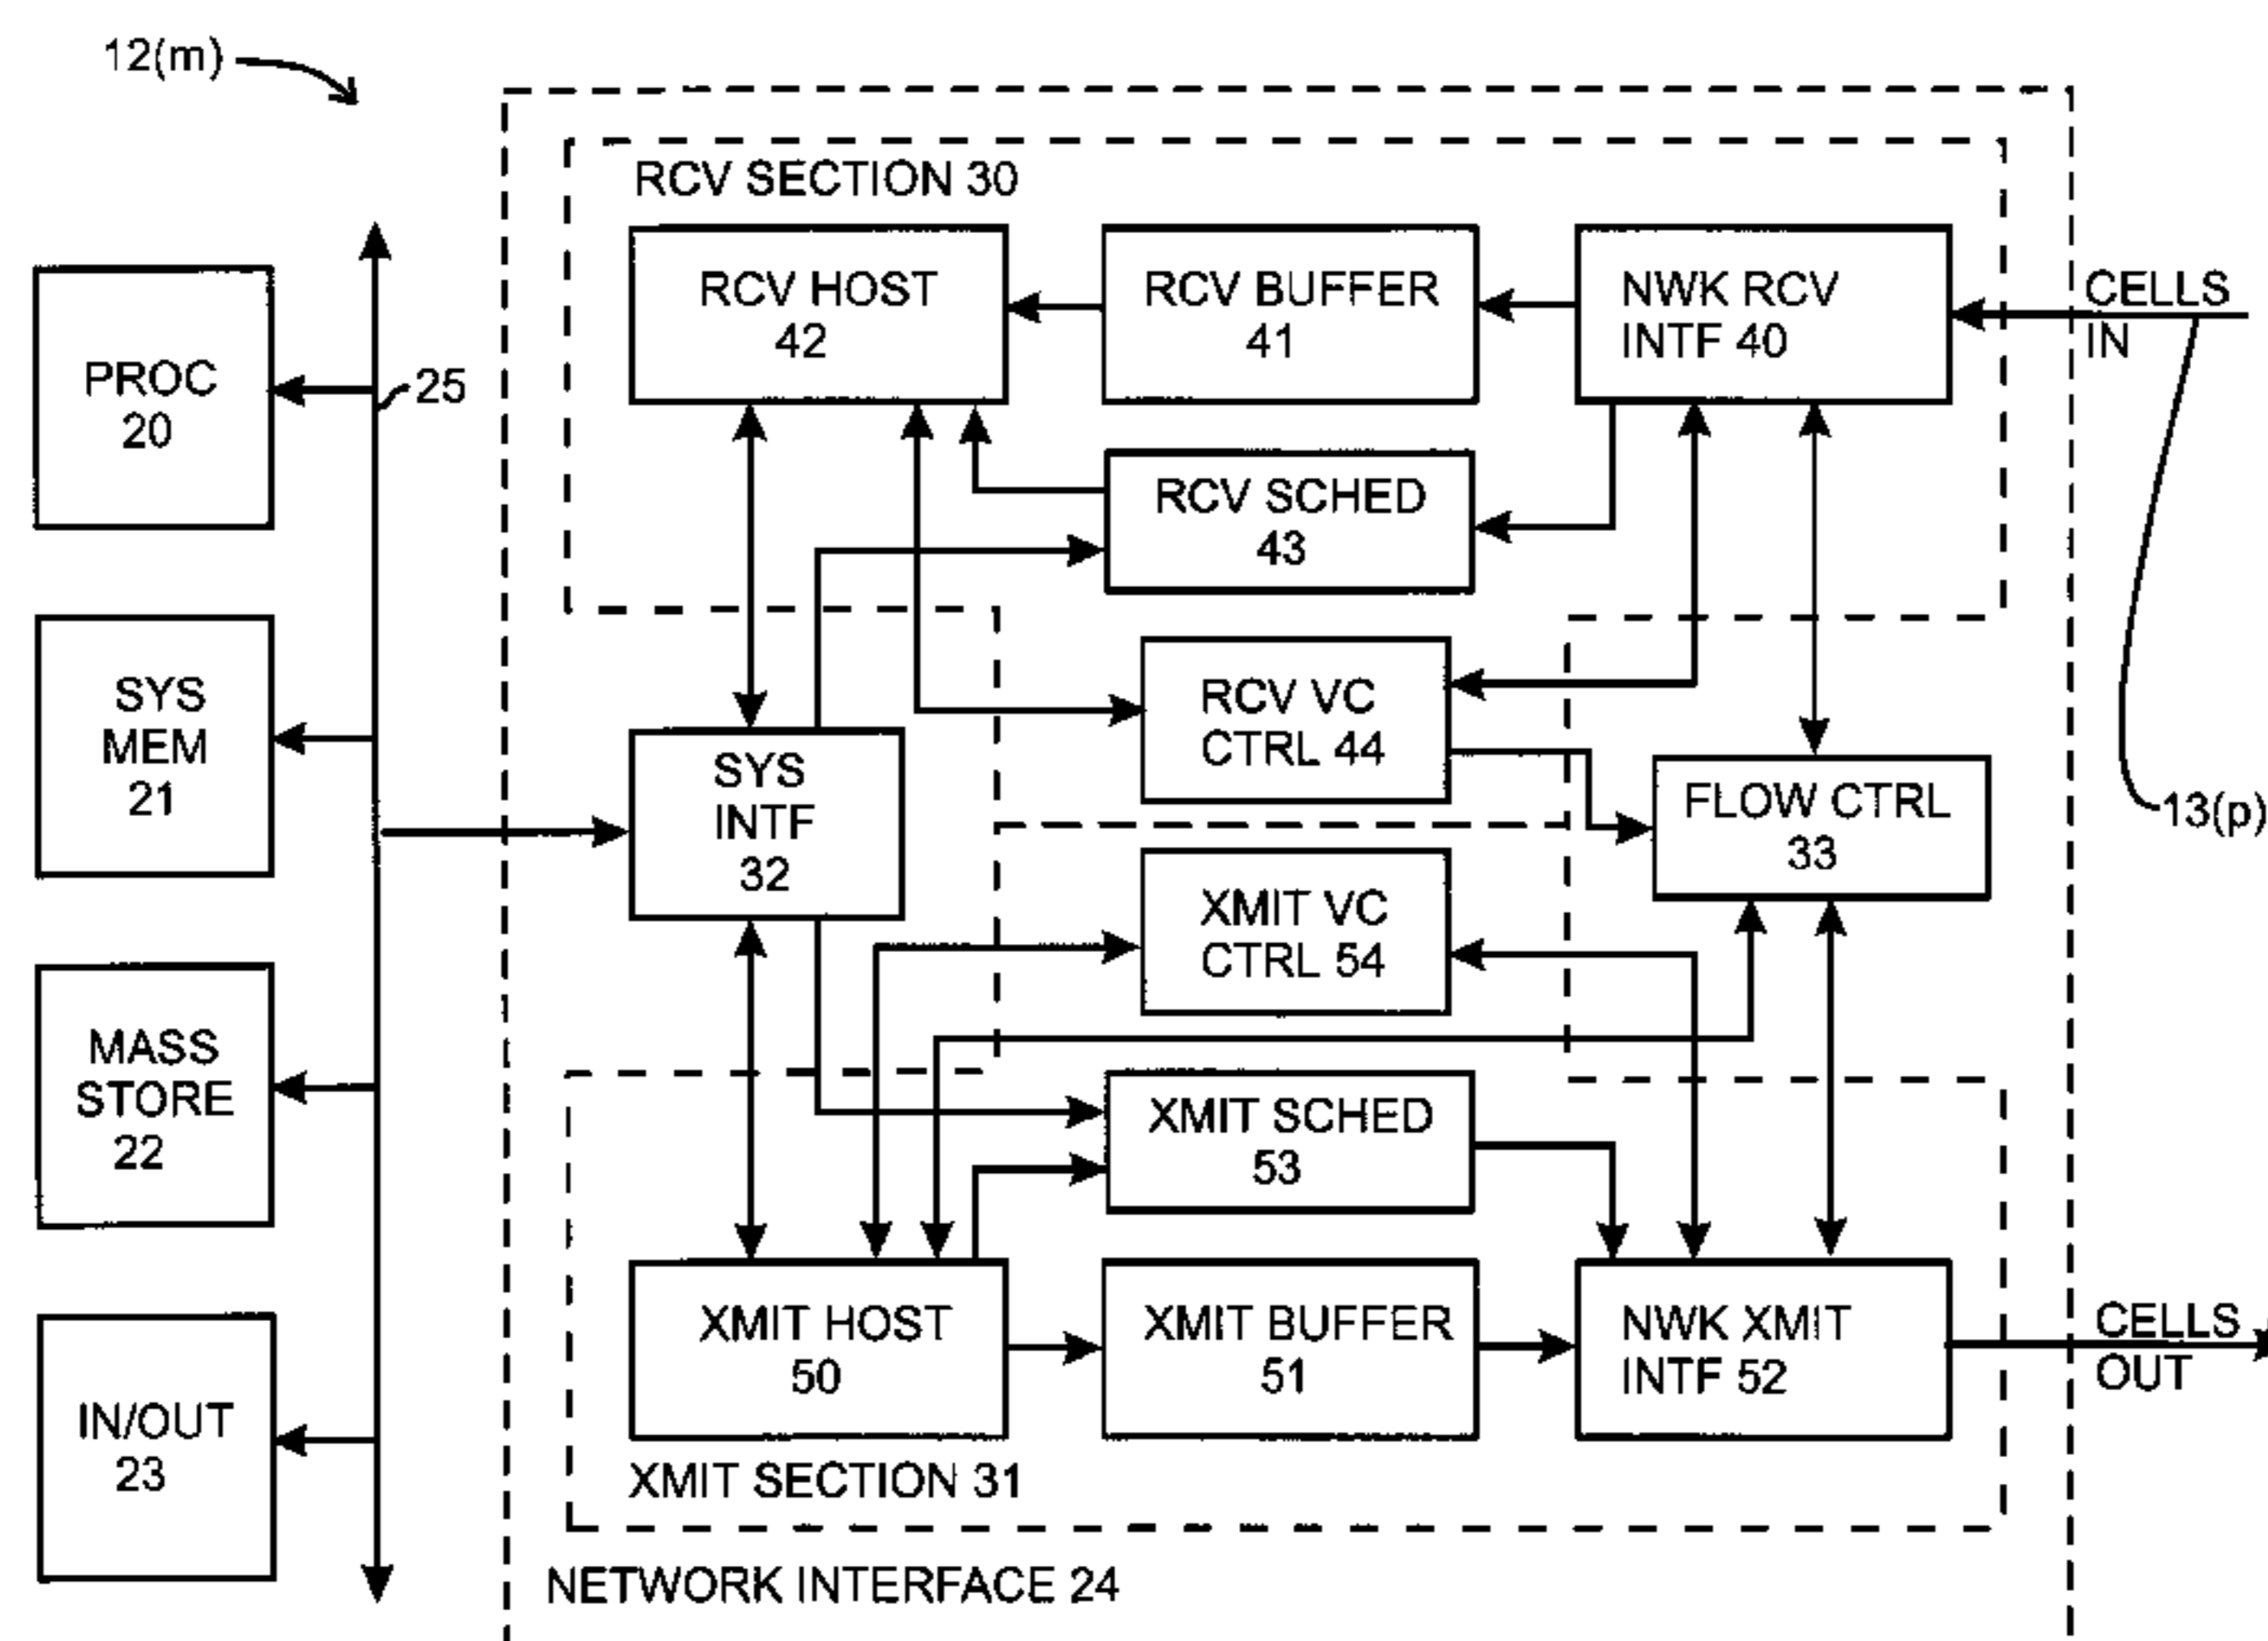 12(m)
RCV SECTION 30
RCV HOST
42
RCV BUFFER
41
NWK RCV
INTF 40
CELLS
IN
PROC
20
25
RCV SCHED
43
SYS
MEM
21
RCV VC
CTRL 44
SYS
INTF
32
FLOW CTRL
33
13(p)
XMIT VC
CTRL 54
MASS
STORE
22
XMIT SCHED
53
XMIT HOST
50
XMIT BUFFER
51
NWK XMIT
INTF 52
CELLS
OUT
IN/OUT
23
XMIT SECTION 31
NETWORK INTERFACE 24